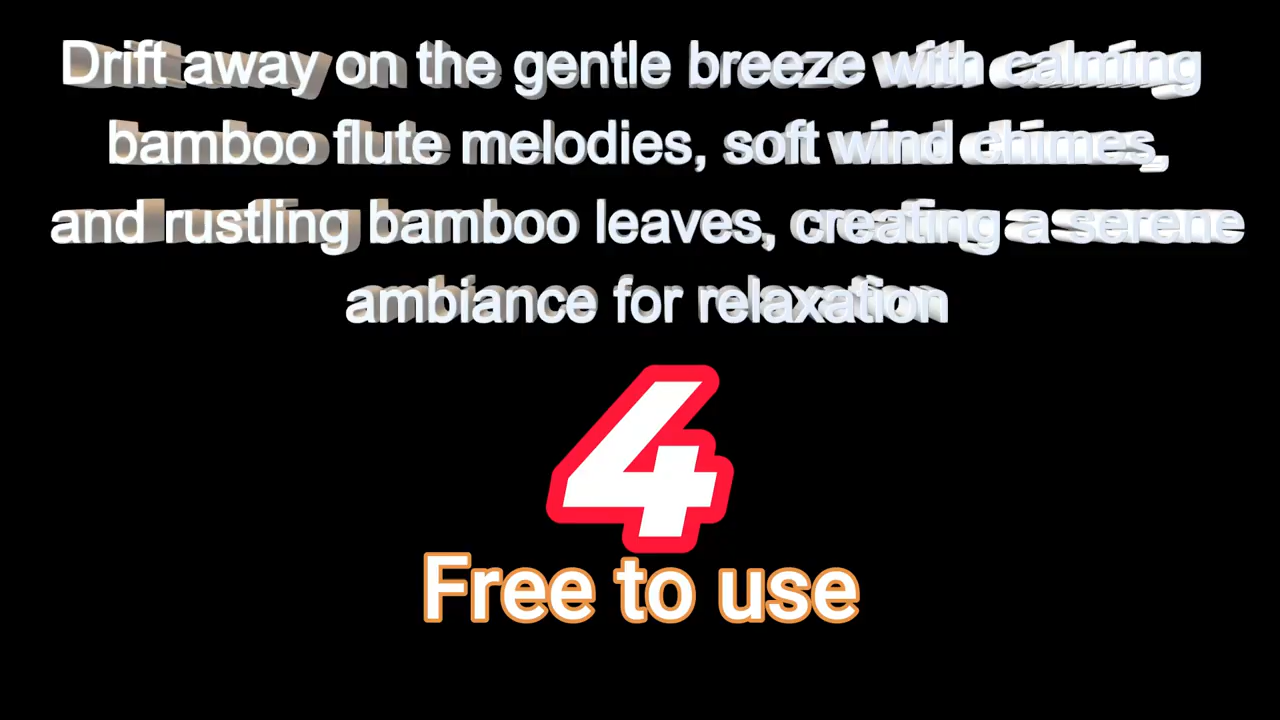 Drift away on the gentle breeze with calming
bamboo flute melodies, soft wind chimes,
and rustling bamboo leaves, creating a serene
ambiance for relaxation
4
Free to use